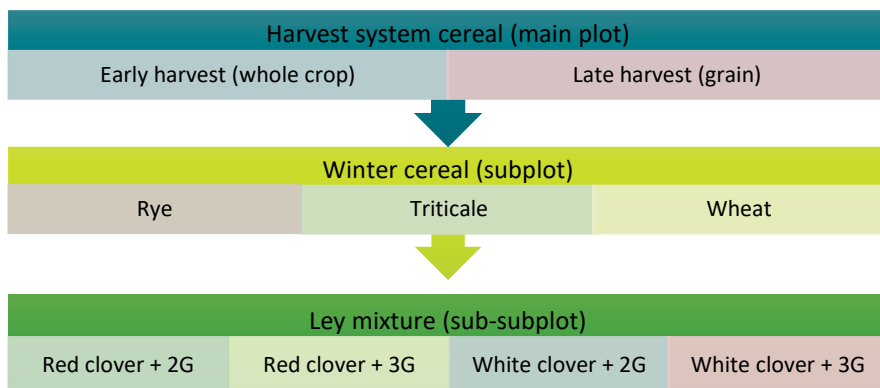 Harvest system cereal (main plot)
Early harvest (whole crop) Late harvest (grain)
Winter cereal (subplot)
Rye Triticale Wheat
Ley mixture (sub-subplot)
Red clover + 2G Red clover + 3G White clover + 2G White clover + 3G